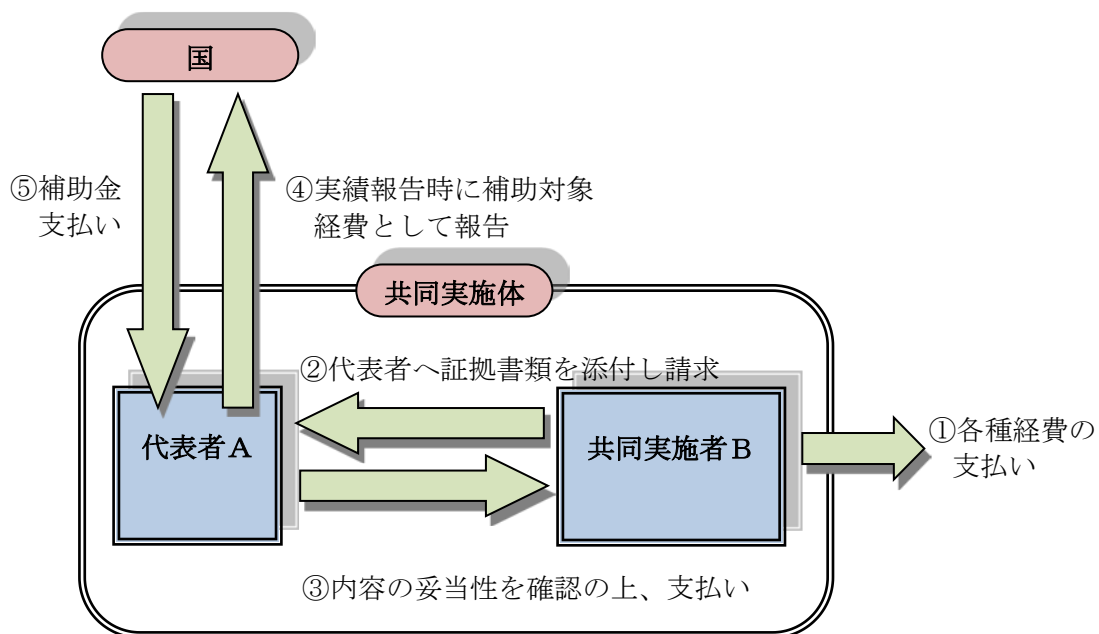 国
⑤補助金
支払い
④実績報告時に補助対象
経費として報告
共同実施体
②代表者へ証拠書類を添付し請求
代表者A
共同実施者B
①各種経費の
支払い
③内容の妥当性を確認の上、支払い